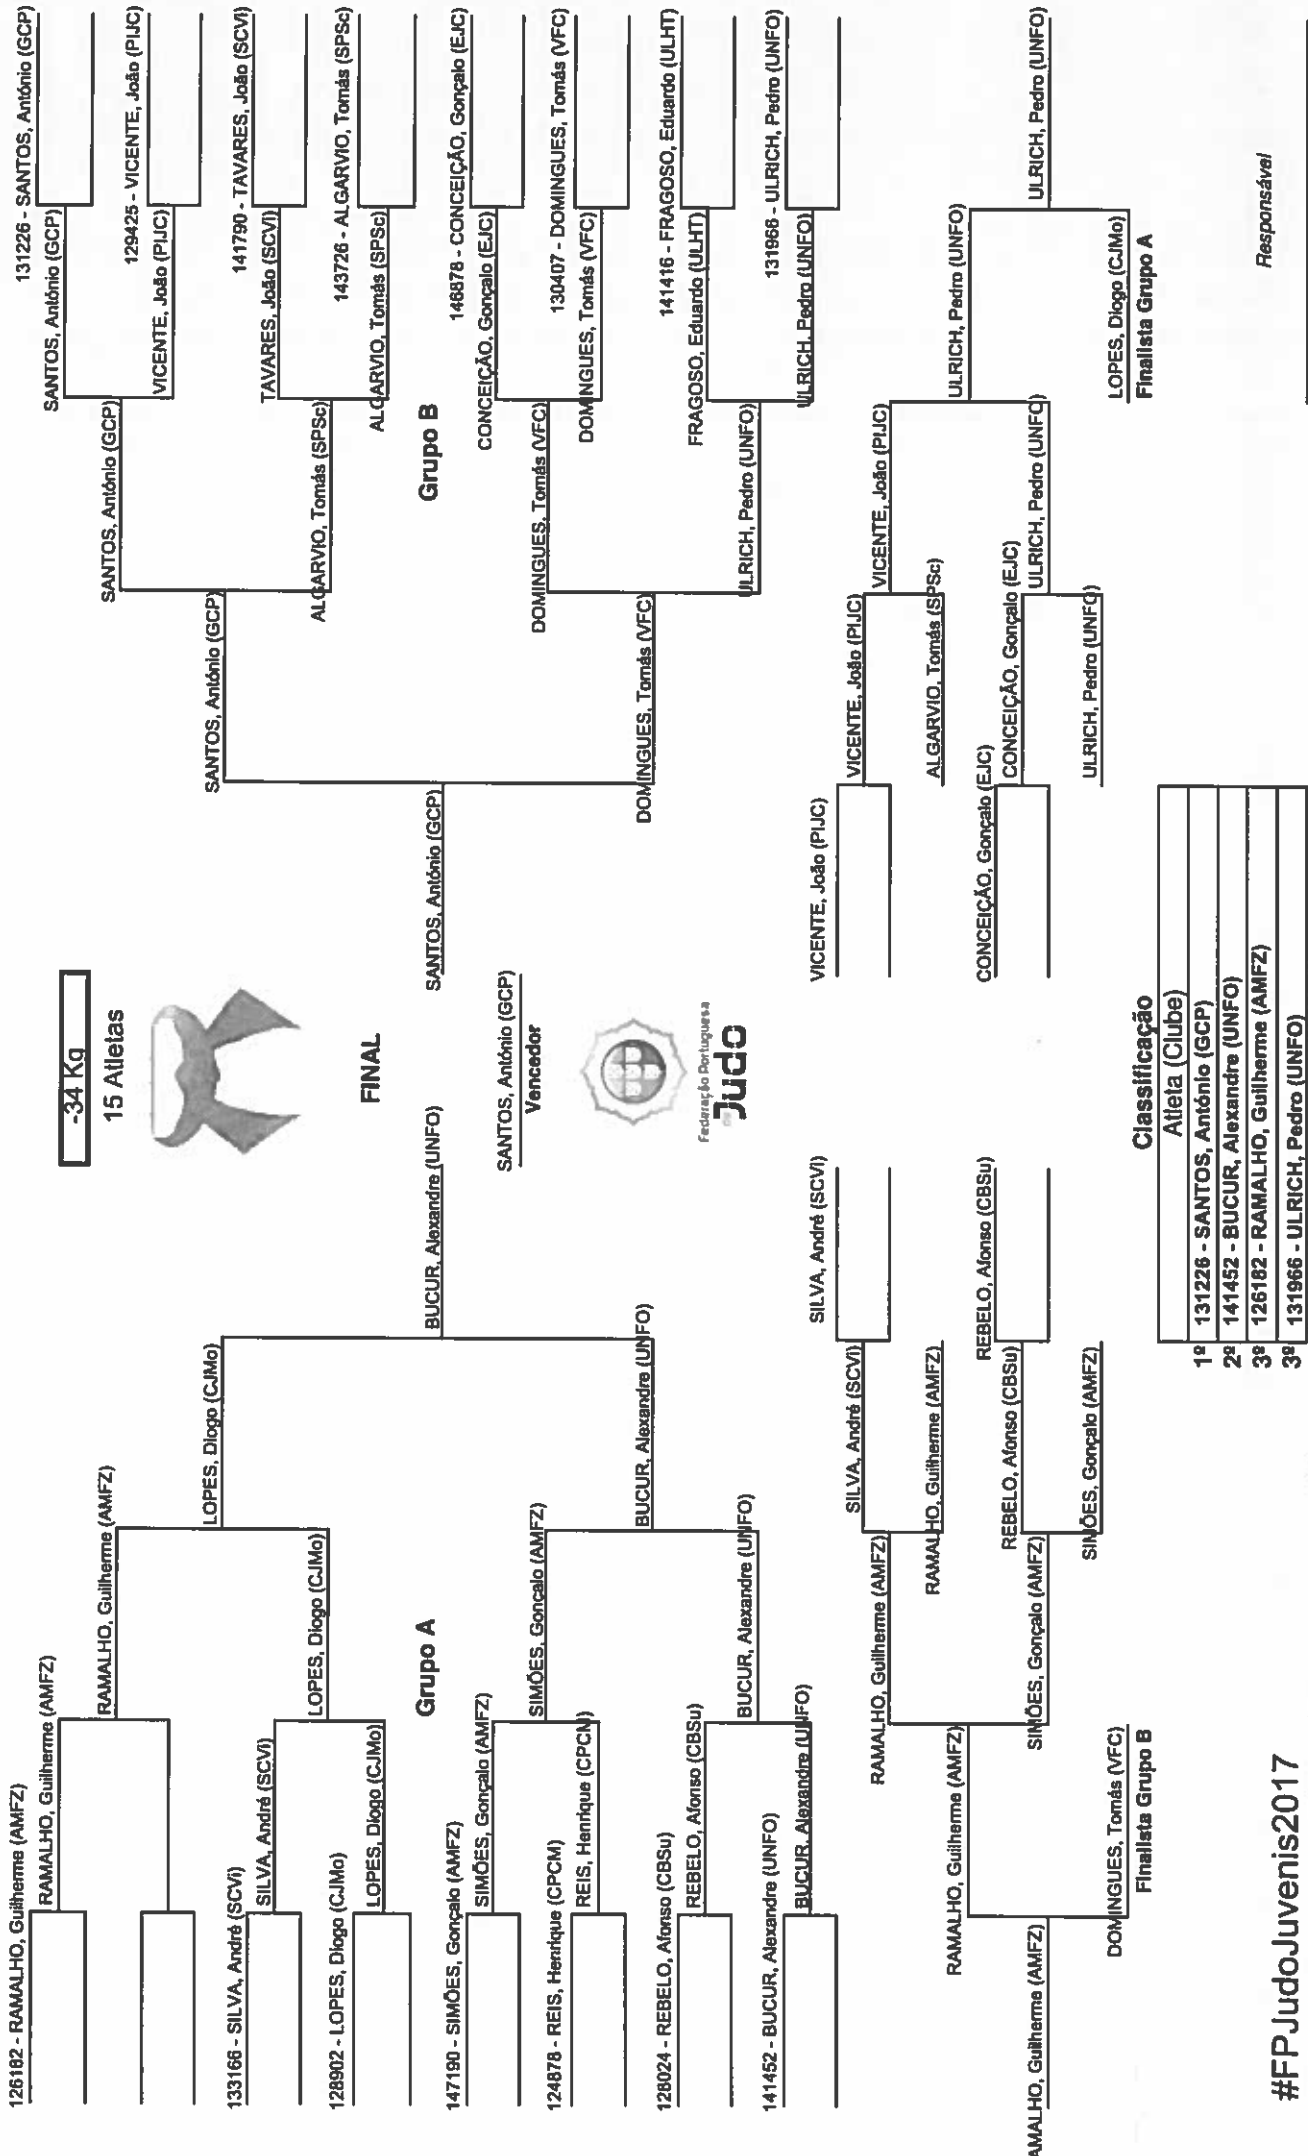 -34 Kg
15 Atletas
FINAL
SANTOS, António (GCP)
Vencedor
Federação Portuguesa
de
Judo
126182 - RAMALHO, Guilherme (AMFZ)
RAMALHO, Guilherme (AMFZ)
RAMALHO, Guilherme (AMFZ)
133166 - SILVA, André (SCVi)
SILVA, André (SCVi)
128902 - LOPES, Diogo (CJMo)
LOPES, Diogo (CJMo)
LOPES, Diogo (CJMo)
LOPES, Diogo (CJMo)
Grupo A
147190 - SIMÕES, Gonçalo (AMFZ)
SIMÕES, Gonçalo (AMFZ)
SIMÕES, Gonçalo (AMFZ)
124878 - REIS, Henrique (CPCM)
REIS, Henrique (CPCM)
128024 - REBELO, Afonso (CBSu)
REBELO, Afonso (CBSu)
141452 - BUCUR, Alexandre (UNFO)
BUCUR, Alexandre (UNFO)
BUCUR, Alexandre (UNFO)
BUCUR, Alexandre (UNFO)
BUCUR, Alexandre (UNFO)
131226 - SANTOS, António (GCP)
SANTOS, António (GCP)
SANTOS, António (GCP)
129425 - VICENTE, João (PIJC)
VICENTE, João (PIJC)
141790 - TAVARES, João (SCVi)
TAVARES, João (SCVi)
143726 - ALGARVIO, Tomás (SPSc)
ALGARVIO, Tomás (SPSc)
ALGARVIO, Tomás (SPSc)
SANTOS, António (GCP)
SANTOS, António (GCP)
Grupo B
146878 - CONCEIÇÃO, Gonçalo (EJC)
CONCEIÇÃO, Gonçalo (EJC)
130407 - DOMINGUES, Tomás (VFC)
DOMINGUES, Tomás (VFC)
DOMINGUES, Tomás (VFC)
DOMINGUES, Tomás (VFC)
141416 - FRAGOSO, Eduardo (ULHT)
FRAGOSO, Eduardo (ULHT)
131966 - ULRICH, Pedro (UNFO)
ULRICH, Pedro (UNFO)
ULRICH, Pedro (UNFO)
SILVA, André (SCVi)
SILVA, André (SCVi)
RAMALHO, Guilherme (AMFZ)
RAMALHO, Guilherme (AMFZ)
REBELO, Afonso (CBSu)
REBELO, Afonso (CBSu)
SIMÕES, Gonçalo (AMFZ)
SIMÕES, Gonçalo (AMFZ)
RAMALHO, Guilherme (AMFZ)
AMALHO, Guilherme (AMFZ)
DOMINGUES, Tomás (VFC)
Finalista Grupo B
VICENTE, João (PIJC)
VICENTE, João (PIJC)
VICENTE, João (PIJC)
ALGARVIO, Tomás (SPSc)
CONCEIÇÃO, Gonçalo (EJC)
CONCEIÇÃO, Gonçalo (EJC)
ULRICH, Pedro (UNFO)
ULRICH, Pedro (UNFO)
ULRICH, Pedro (UNFO)
ULRICH, Pedro (UNFO)
LOPES, Diogo (CJMo)
Finalista Grupo A
Classificação
Atleta (Clube)
1º 131226 - SANTOS, António (GCP)
2º 141452 - BUCUR, Alexandre (UNFO)
3º 126182 - RAMALHO, Guilherme (AMFZ)
3º 131966 - ULRICH, Pedro (UNFO)
#FPJudoJuvenis2017
Responsável